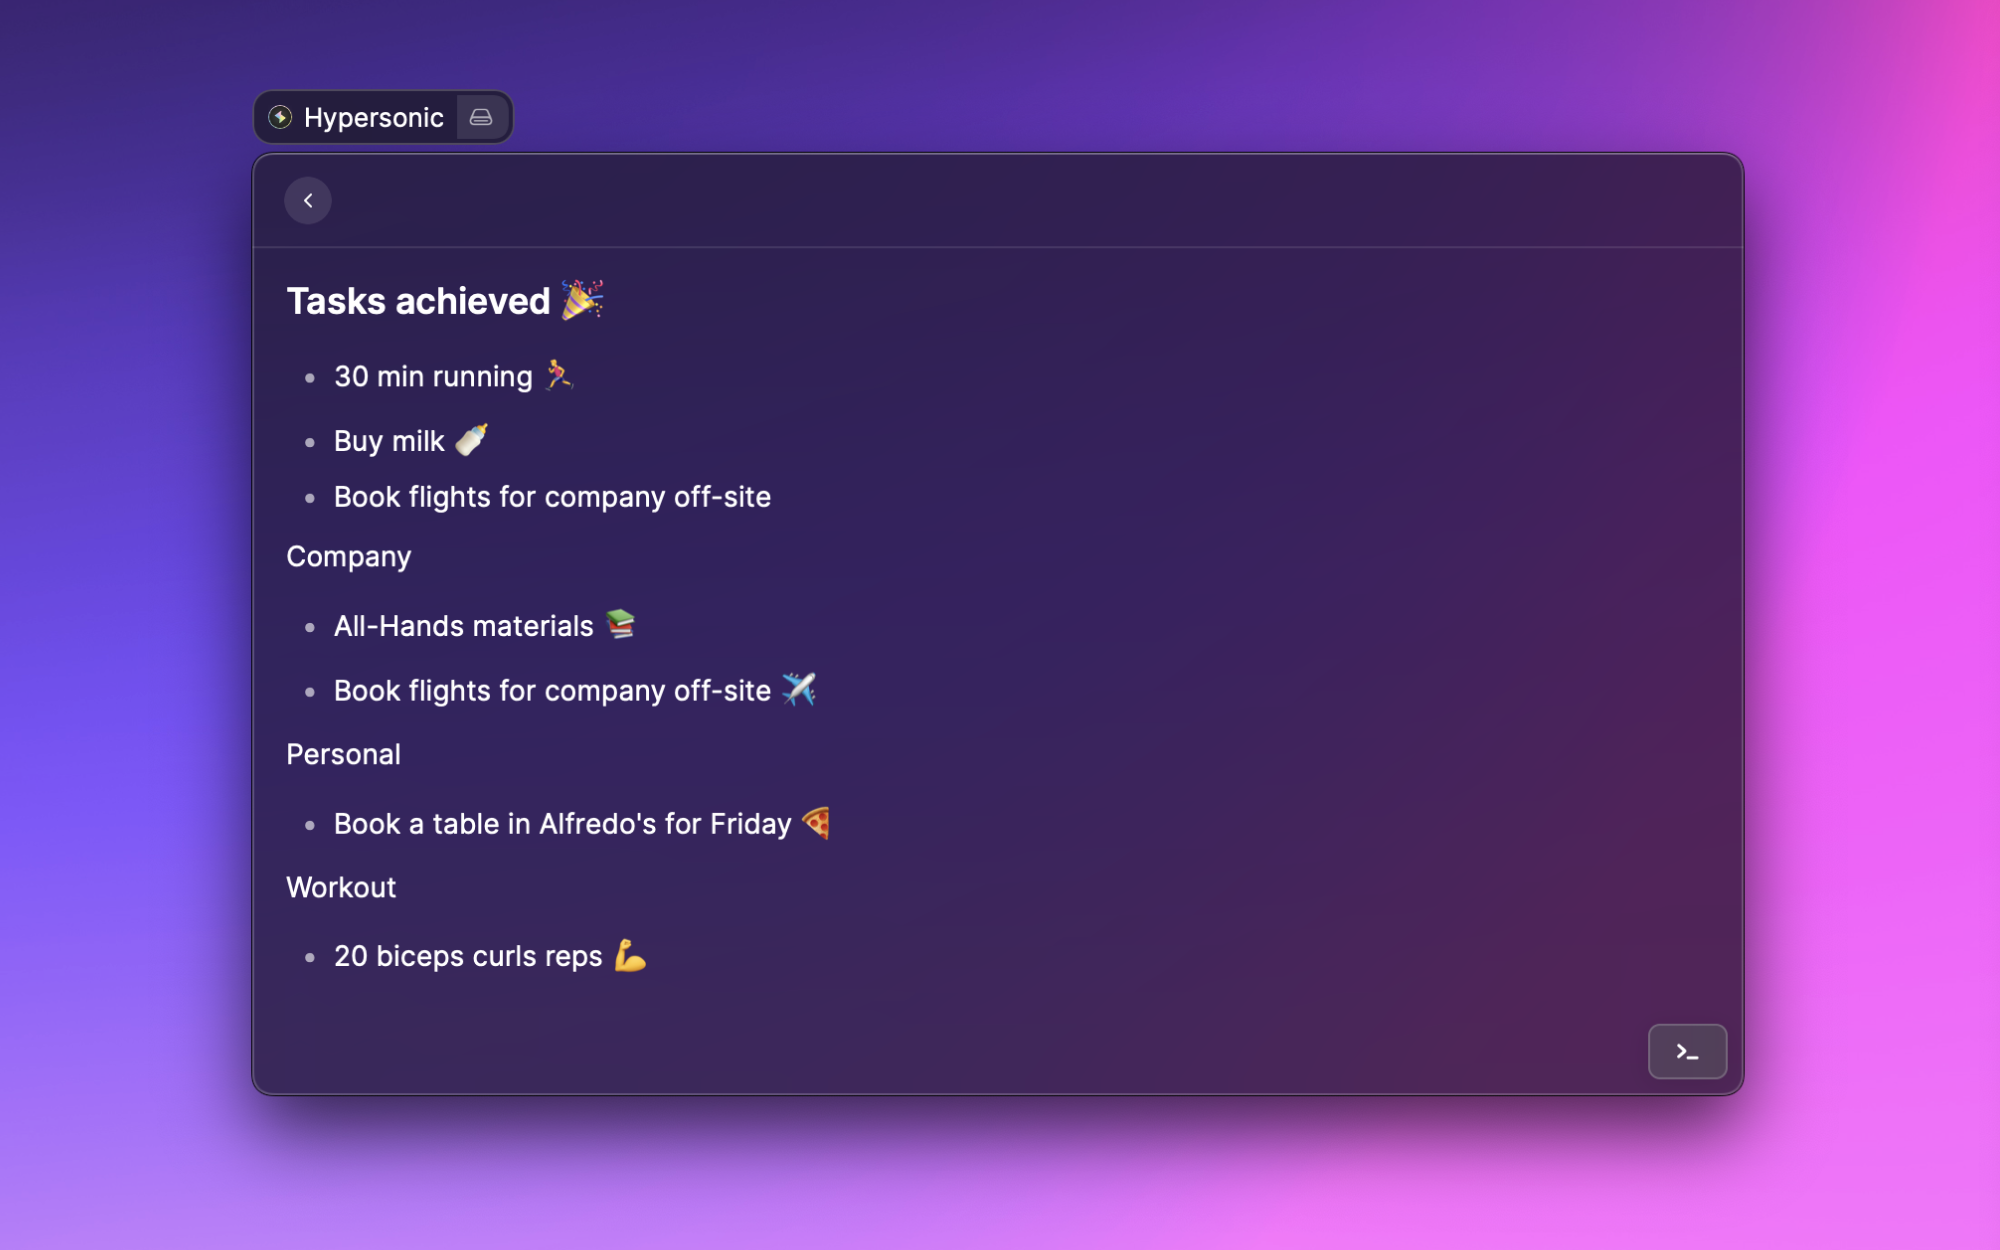 Hypersonic
Tasks achieved 🎉
30 min running 🏃‍♀️
Buy milk 🍼
Book flights for company off-site
Company
All-Hands materials 📚
Book flights for company off-site ✈️
Personal
Book a table in Alfredo's for Friday 🍕
Workout
20 biceps curls reps 💪